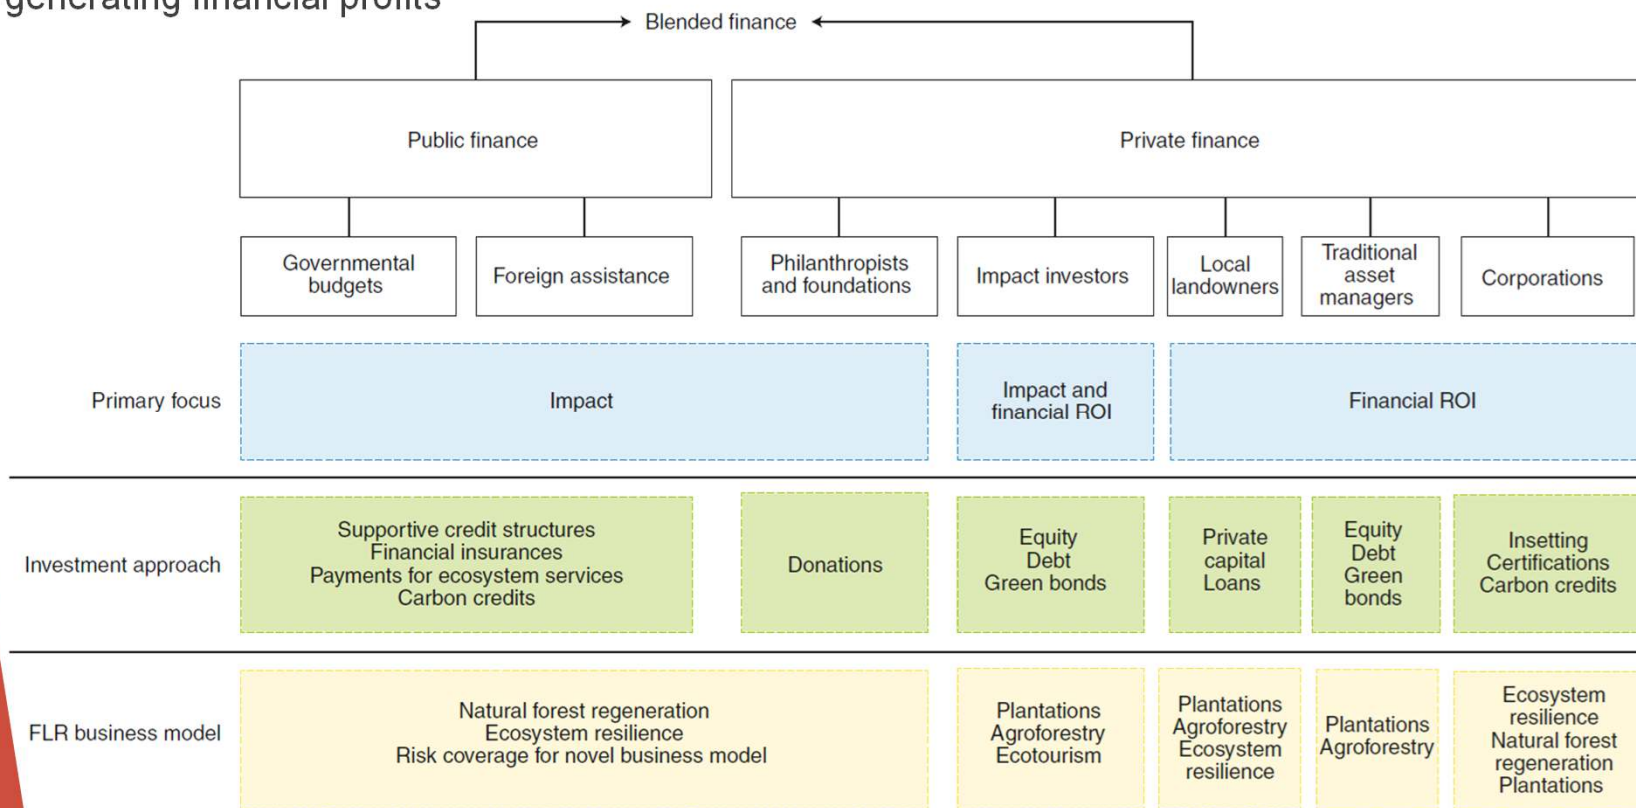 generating financial profits
Blended finance
Public finance
Private finance
Governmental
budgets
Foreign assistance
Philanthropists
and foundations
Impact investors
Local
landowners
Traditional
asset
managers
Corporations
Primary focus
Impact
Impact and
financial ROI
Financial ROI
Investment approach
Supportive credit structures
Financial insurances
Payments for ecosystem services
Carbon credits
Donations
Equity
Debt
Green bonds
Private
capital
Loans
Equity
Debt
Green
bonds
Insetting
Certifications
Carbon credits
FLR business model
Natural forest regeneration
Ecosystem resilience
Risk coverage for novel business model
Plantations
Agroforestry
Ecotourism
Plantations
Agroforestry
Ecosystem
resilience
Plantations
Agroforestry
Ecosystem
resilience
Natural forest
regeneration
Plantations